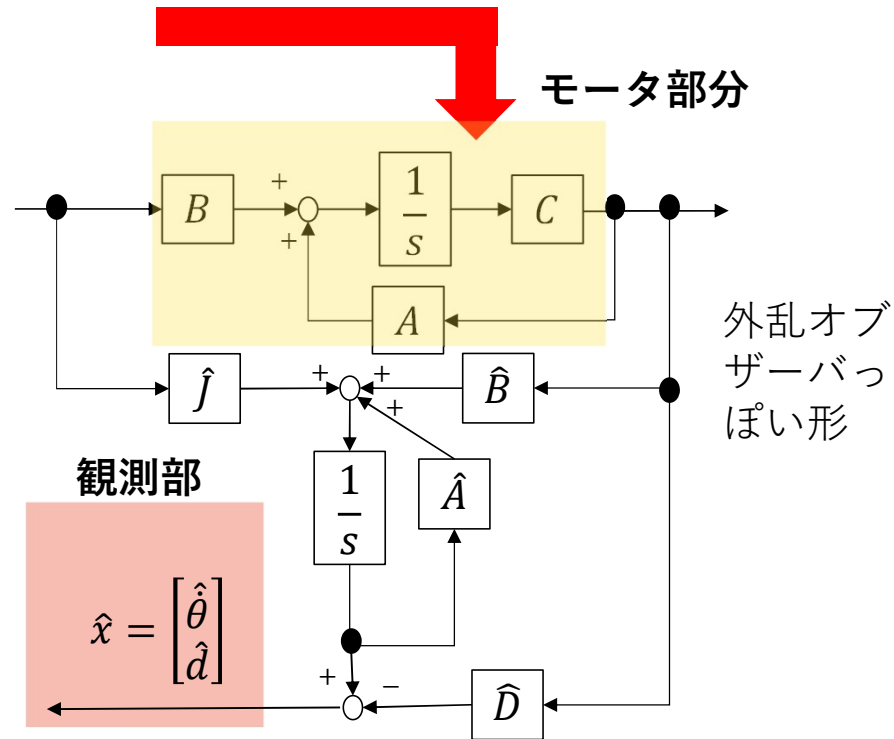 モータ部分
B
+
+
1
s
C
A
外乱オブ
ザーバっ
ぽい形
Ĵ
+
+
+
B̂
観測部
1
s
Â
x̂ = [θ̇̂
d̂]
+
−
D̂